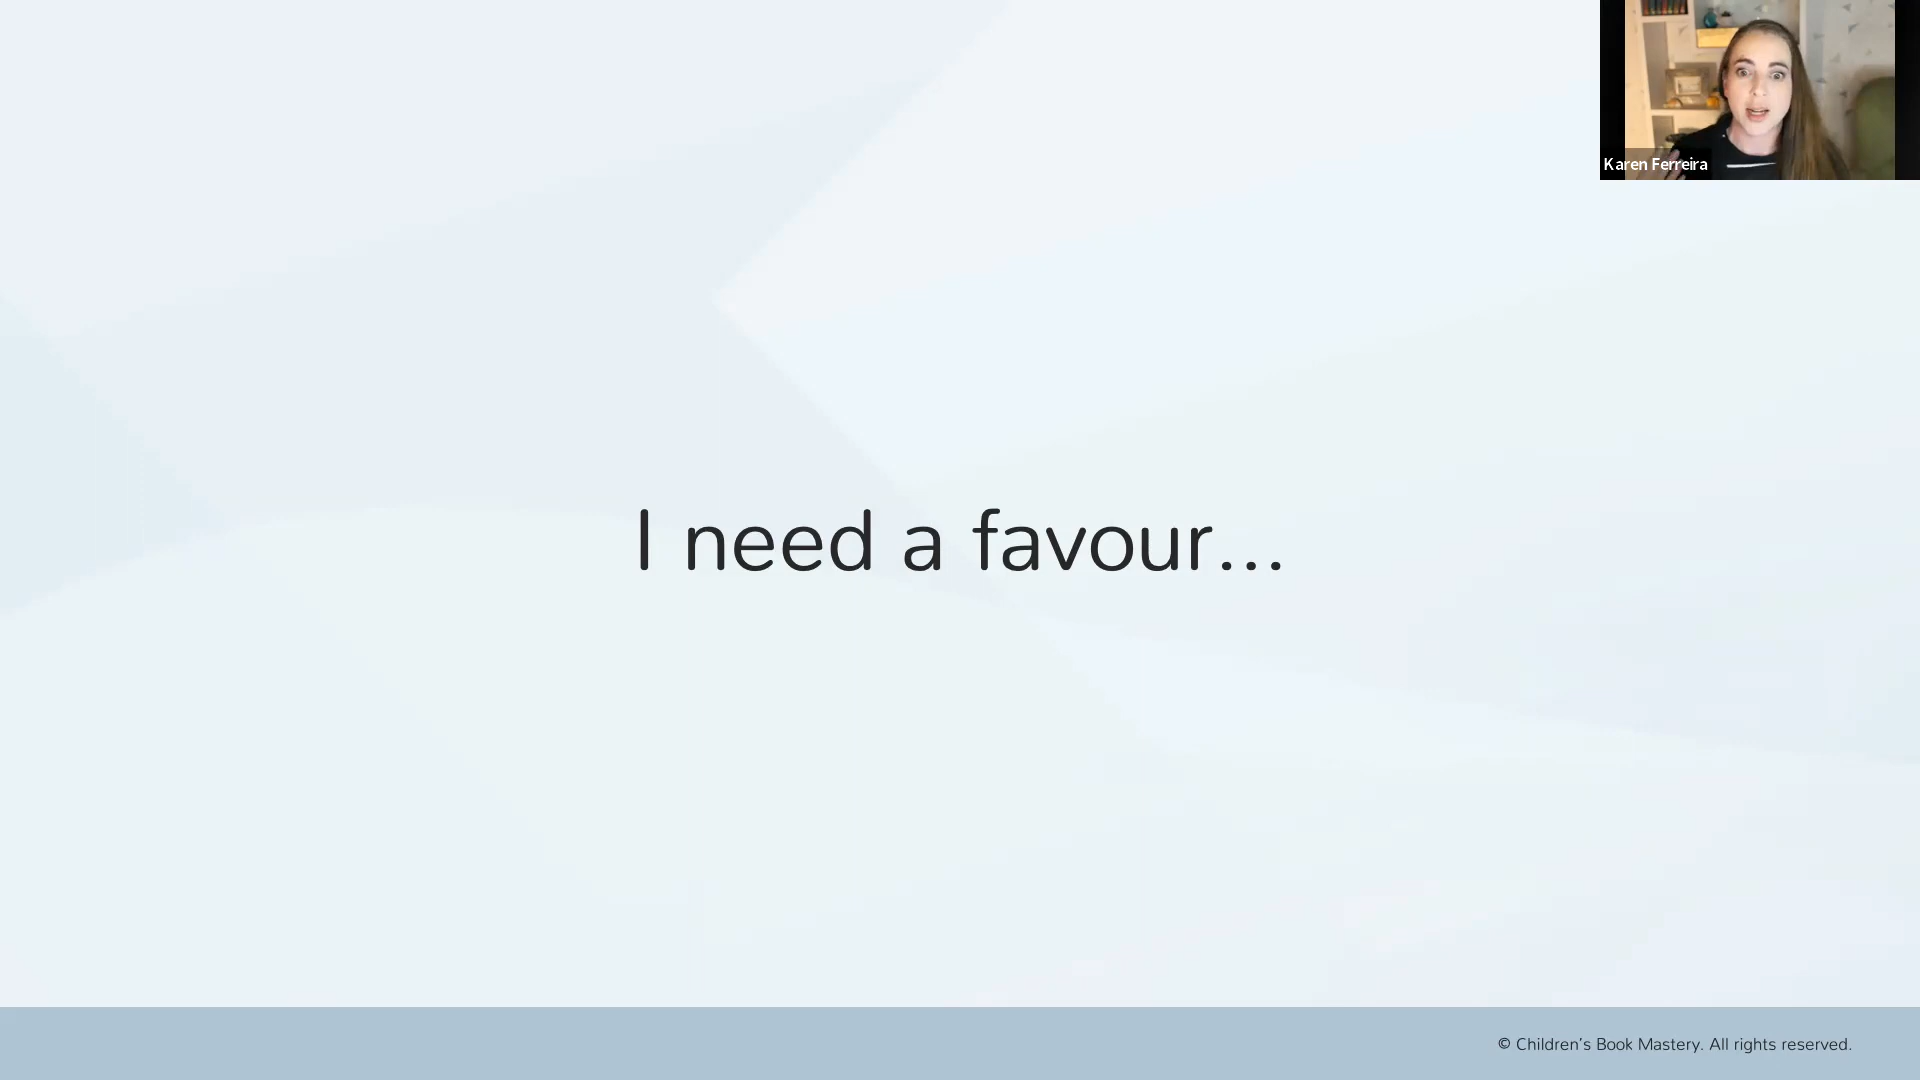 Karen Ferreira
I need a favour...
© Children's Book Mastery. All rights reserved.